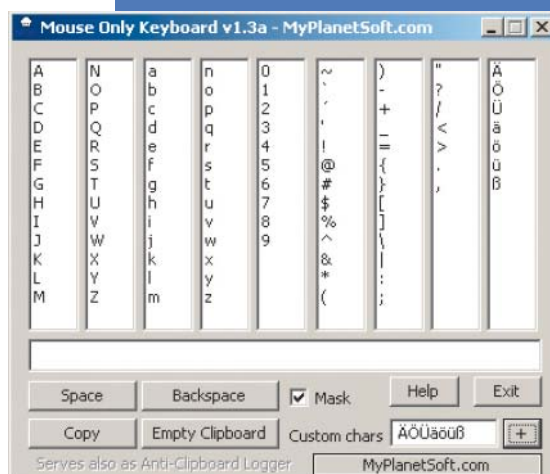 Mouse Only Keyboard v1.3a - MyPlanetSoft.com
A N a n 0 ~ ) " Ä
B O b o 1 ` - ? Ö
C P c p 2 ´ + / Ü
D Q d q 3 ' _ < ä
E R e r 4 ! = > ö
F S f s 5 @ { . ü
G T g t 6 # } , ß
H U h u 7 $ [
I V i v 8 % ]
J W j w 9 ^ \
K X k x & |
L Y l y * :
M Z m z ( ;
Space Backspace Mask Help Exit
Copy Empty Clipboard Custom chars ÄÖÜäöüß +
Serves also as Anti-Clipboard Logger MyPlanetSoft.com